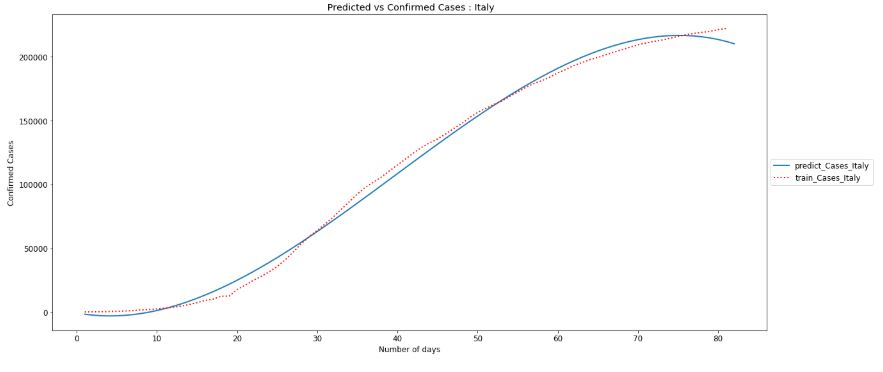 Predicted vs Confirmed Cases : Italy
Confirmed Cases
200000
150000
100000
50000
0
0 10 20 30 40 50 60 70 80
Number of days
predict_Cases_Italy
train_Cases_Italy